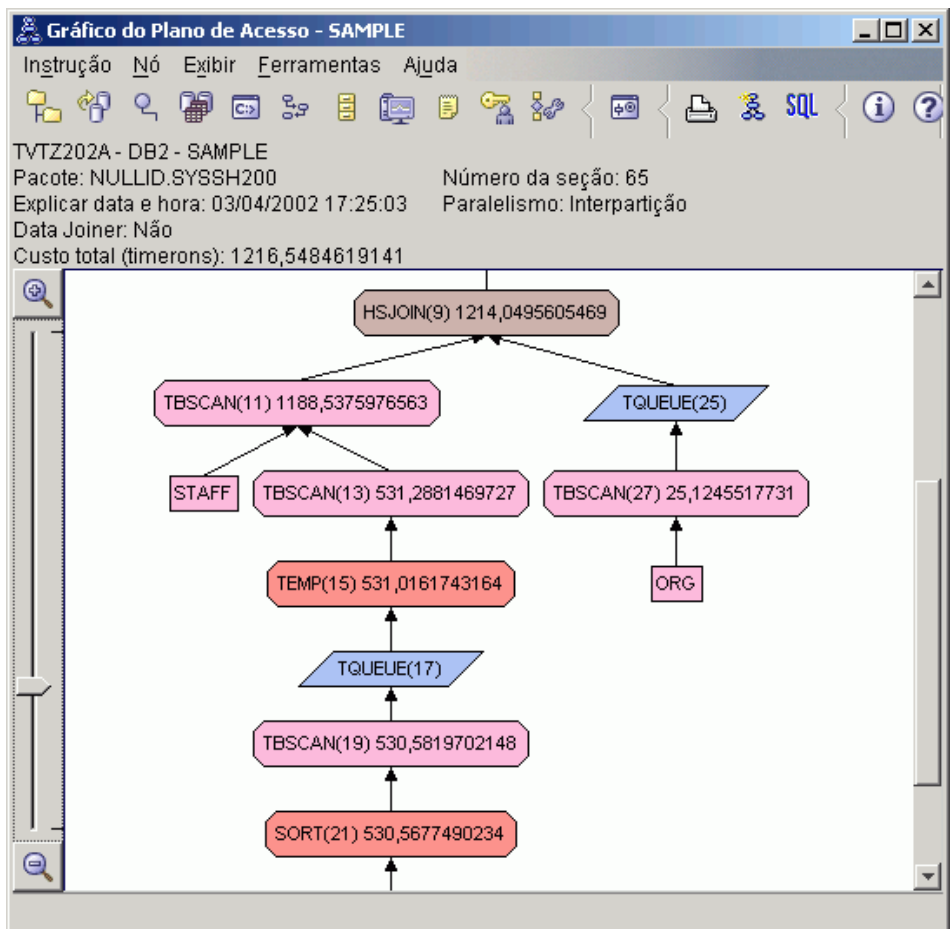 Gráfico do Plano de Acesso - SAMPLE
Instrução Nó Exibir Ferramentas Ajuda
SQL
TVTZ202A - DB2 - SAMPLE
Pacote: NULLID.SYSSH200 Número da seção: 65
Explicar data e hora: 03/04/2002 17:25:03 Paralelismo: Interpartição
Data Joiner: Não
Custo total (timerons): 1216,5484619141
HSJOIN(9) 1214,0495605469
TBSCAN(11) 1188,5375976563 TQUEUE(25)
STAFF TBSCAN(13) 531,2881469727 TBSCAN(27) 25,1245517731
TEMP(15) 531,0161743164 ORG
TQUEUE(17)
TBSCAN(19) 530,5819702148
SORT(21) 530,5677490234